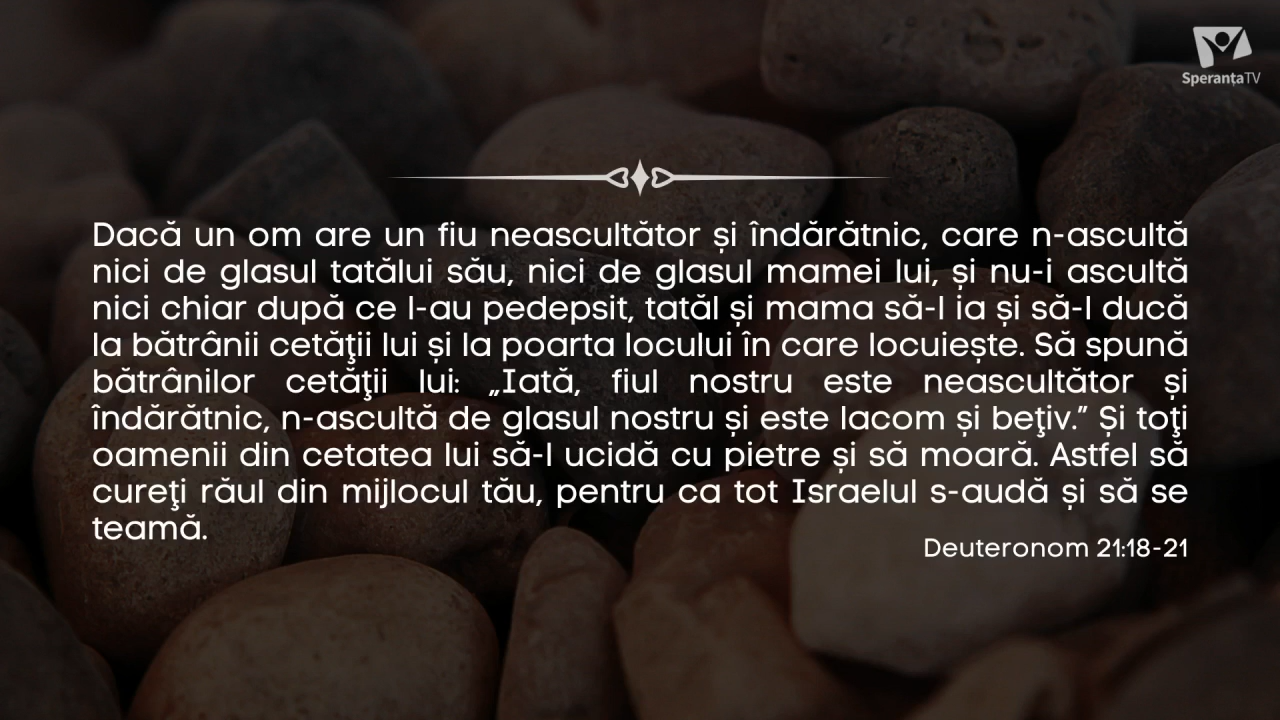 SperanțaTV
Dacă un om are un fiu neascultător și îndărătnic, care n-ascultă
nici de glasul tatălui său, nici de glasul mamei lui, și nu-i ascultă
nici chiar după ce l-au pedepsit, tatăl și mama să-l ia și să-l ducă
la bătrânii cetăţii lui și la poarta locului în care locuiește. Să spună
bătrânilor cetăţii lui: „Iată, fiul nostru este neascultător și
îndărătnic, n-ascultă de glasul nostru și este lacom și beţiv.” Și toţi
oamenii din cetatea lui să-l ucidă cu pietre și să moară. Astfel să
cureţi răul din mijlocul tău, pentru ca tot Israelul s-audă și să se
teamă.
Deuteronom 21:18-21